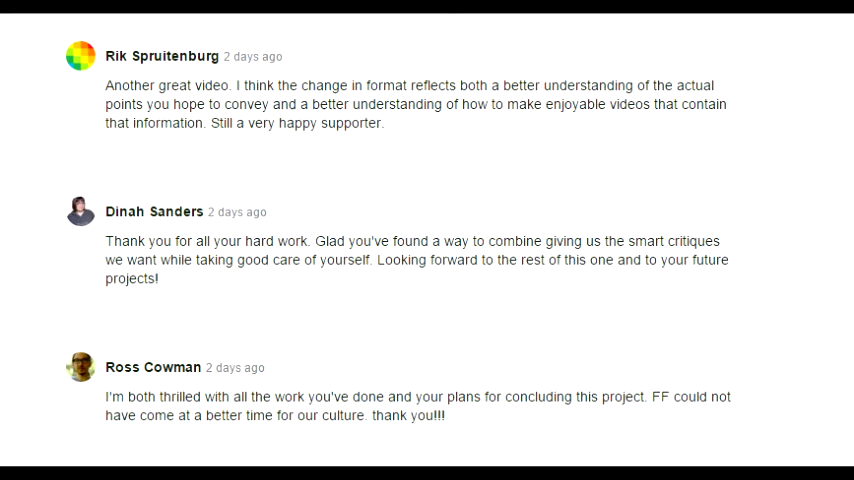 Rik Spruitenburg 2 days ago
Another great video. I think the change in format reflects both a better understanding of the actual
points you hope to convey and a better understanding of how to make enjoyable videos that contain
that information. Still a very happy supporter.
Dinah Sanders 2 days ago
Thank you for all your hard work. Glad you've found a way to combine giving us the smart critiques
we want while taking good care of yourself. Looking forward to the rest of this one and to your future
projects!
Ross Cowman 2 days ago
I'm both thrilled with all the work you've done and your plans for concluding this project. FF could not
have come at a better time for our culture. thank you!!!